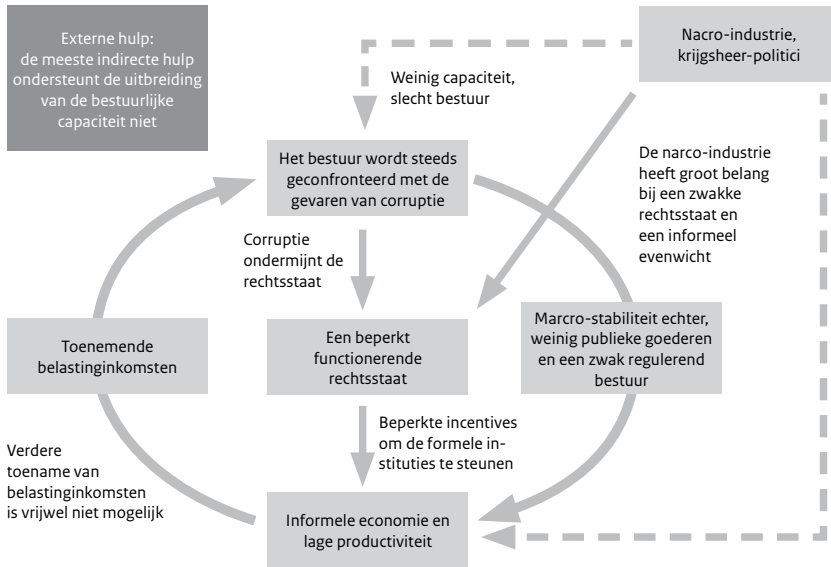 Externe hulp:
de meeste indirecte hulp
ondersteunt de uitbreiding
van de bestuurlijke
capaciteit niet
Nacro-industrie,
krijgsheer-politici
Weinig capaciteit,
slecht bestuur
Het bestuur wordt steeds
geconfronteerd met de
gevaren van corruptie
De narco-industrie
heeft groot belang
bij een zwakke
rechtsstaat en
een informeel
evenwicht
Corruptie
ondermijnt de
rechtsstaat
Toenemende
belastinginkomsten
Een beperkt
functionerende
rechtsstaat
Marcro-stabiliteit echter,
weinig publieke goederen
en een zwak regulerend
bestuur
Beperkte incentives
om de formele in-
stituties te steunen
Verdere
toename van
belastinginkomsten
is vrijwel niet mogelijk
Informele economie en
lage productiviteit